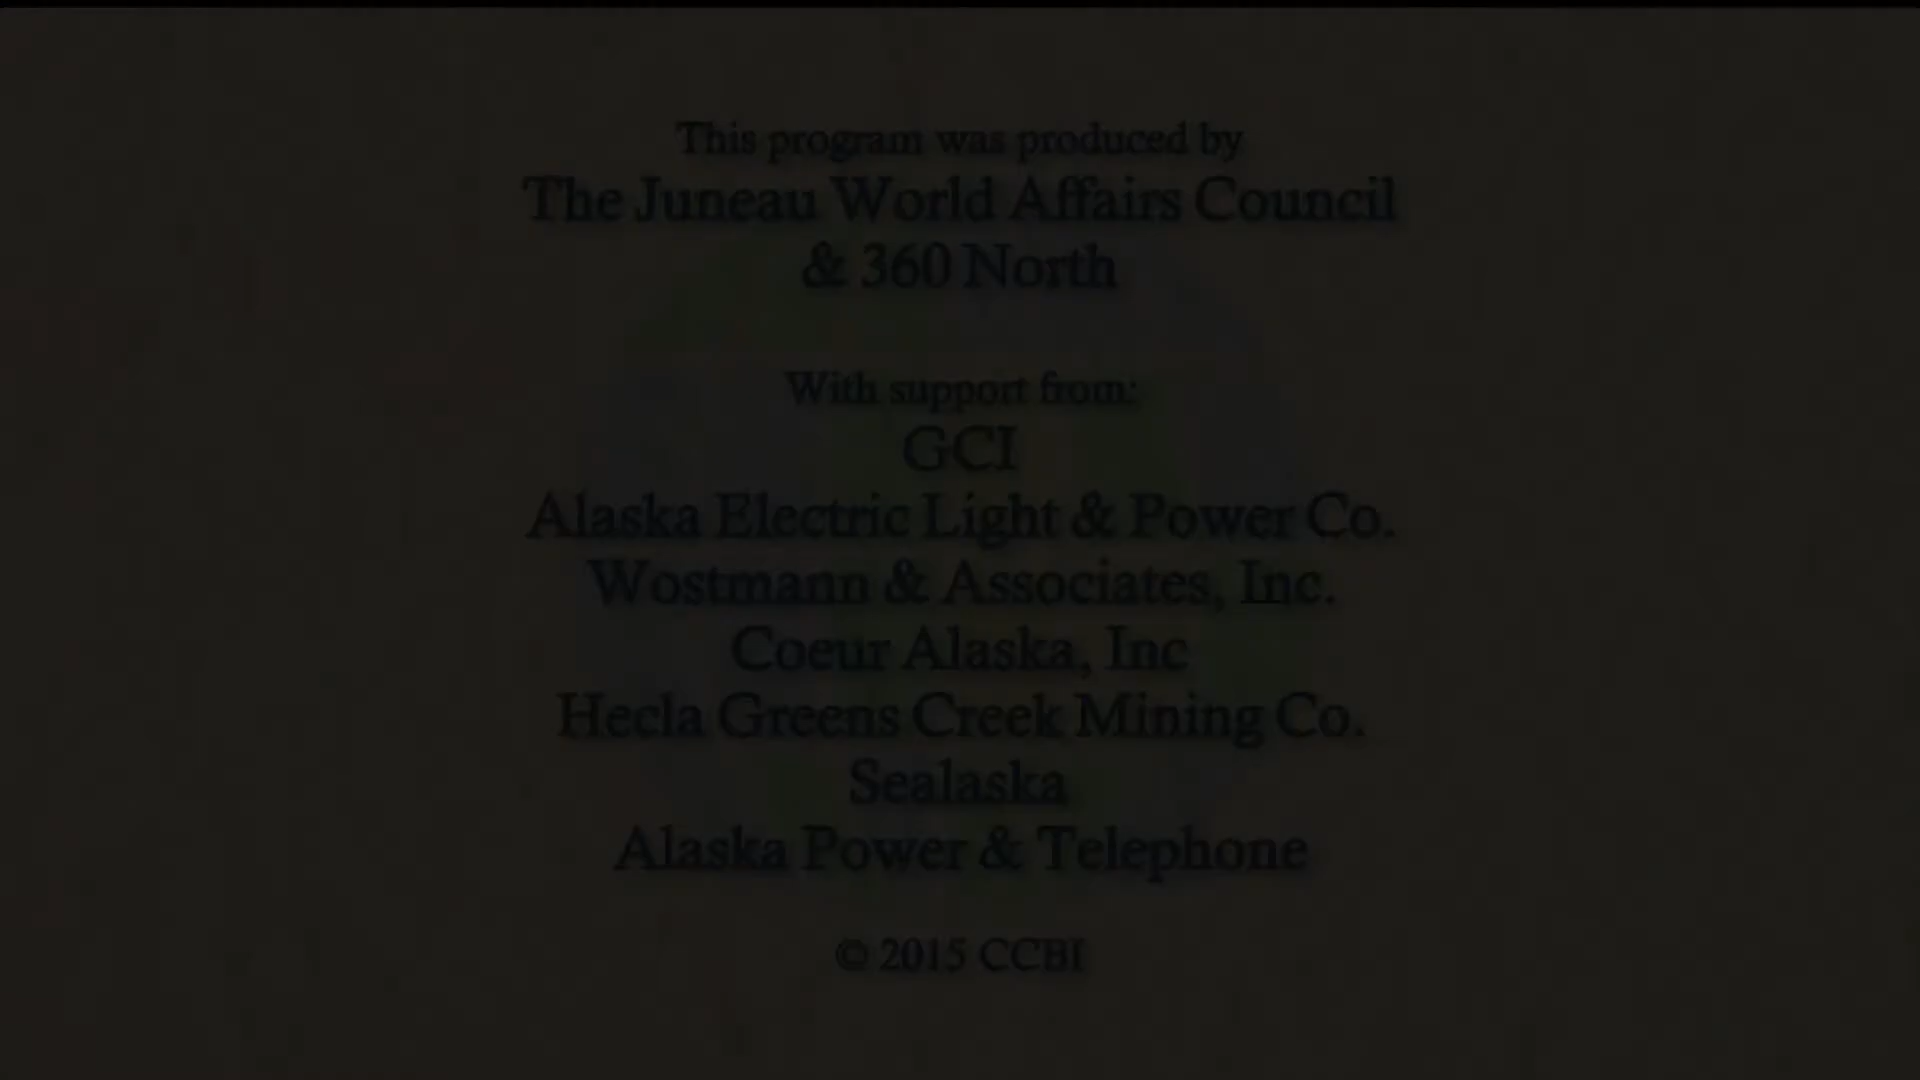 This program was produced by
The Juneau World Affairs Council
& 360 North
With support from:
GCI
Alaska Electric Light & Power Co.
Wostmann & Associates, Inc.
Coeur Alaska, Inc
Hecla Greens Creek Mining Co.
Sealaska
Alaska Power & Telephone
© 2015 CCBI